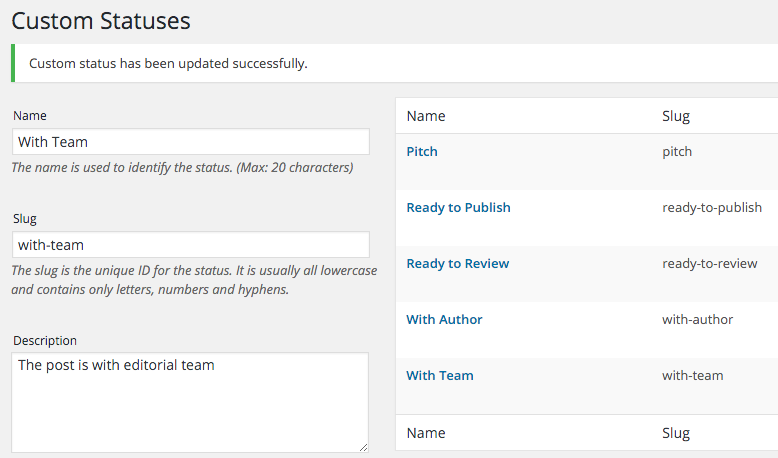 Custom Statuses
Custom status has been updated successfully.
Name
With Team
The name is used to identify the status. (Max: 20 characters)
Slug
with-team
The slug is the unique ID for the status. It is usually all lowercase
and contains only letters, numbers and hyphens.
Description
The post is with editorial team
Name Slug
Pitch pitch
Ready to Publish ready-to-publish
Ready to Review ready-to-review
With Author with-author
With Team with-team
Name Slug